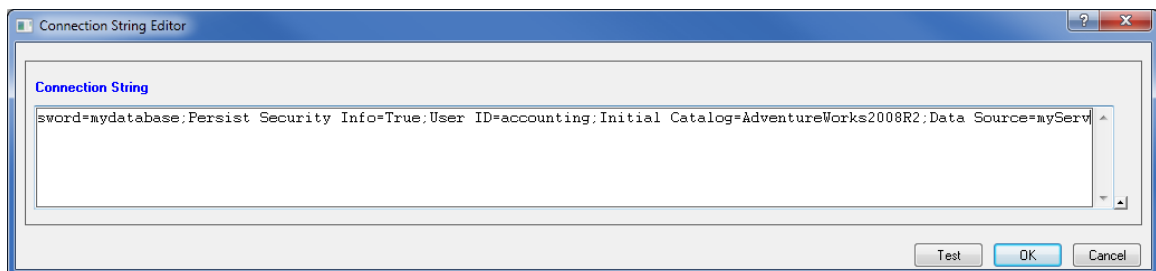 Connection String Editor
Connection String
sword=mydatabase;Persist Security Info=True;User ID=accounting;Initial Catalog=AdventureWorks2008R2;Data Source=myServ
Test OK Cancel